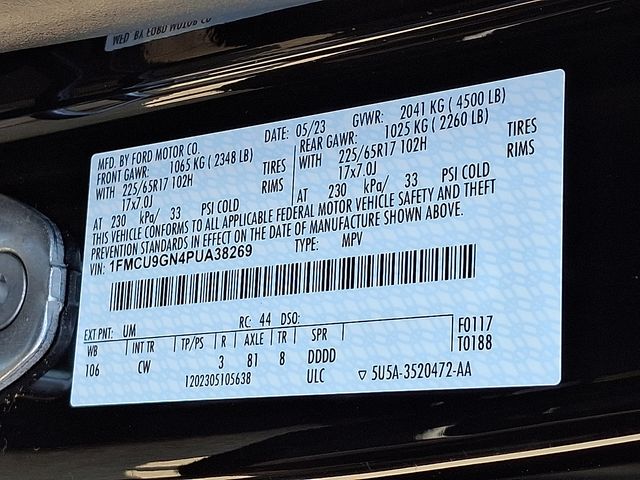 MFD. BY FORD MOTOR CO.
DATE: 05/23
GVWR: 2041 KG ( 4500 LB)
FRONT GAWR: 1065 KG ( 2348 LB)
WITH 225/65R17 102H TIRES
17x7.0J RIMS
AT 230 kPa/ 33 PSI COLD
REAR GAWR: 1025 KG ( 2260 LB)
WITH 225/65R17 102H TIRES
17x7.0J RIMS
AT 230 kPa/ 33 PSI COLD
THIS VEHICLE CONFORMS TO ALL APPLICABLE FEDERAL MOTOR VEHICLE SAFETY AND THEFT
PREVENTION STANDARDS IN EFFECT ON THE DATE OF MANUFACTURE SHOWN ABOVE.
VIN: 1FMCU9GN4PUA38269 TYPE: MPV
EXT PNT: UM RC: 44 DSO: F0117
WB INT TR TP/PS R AXLE TR SPR T0188
106 CW 3 81 8 DDDD
1202305105638 ULC ▽ 5U5A-3520472-AA